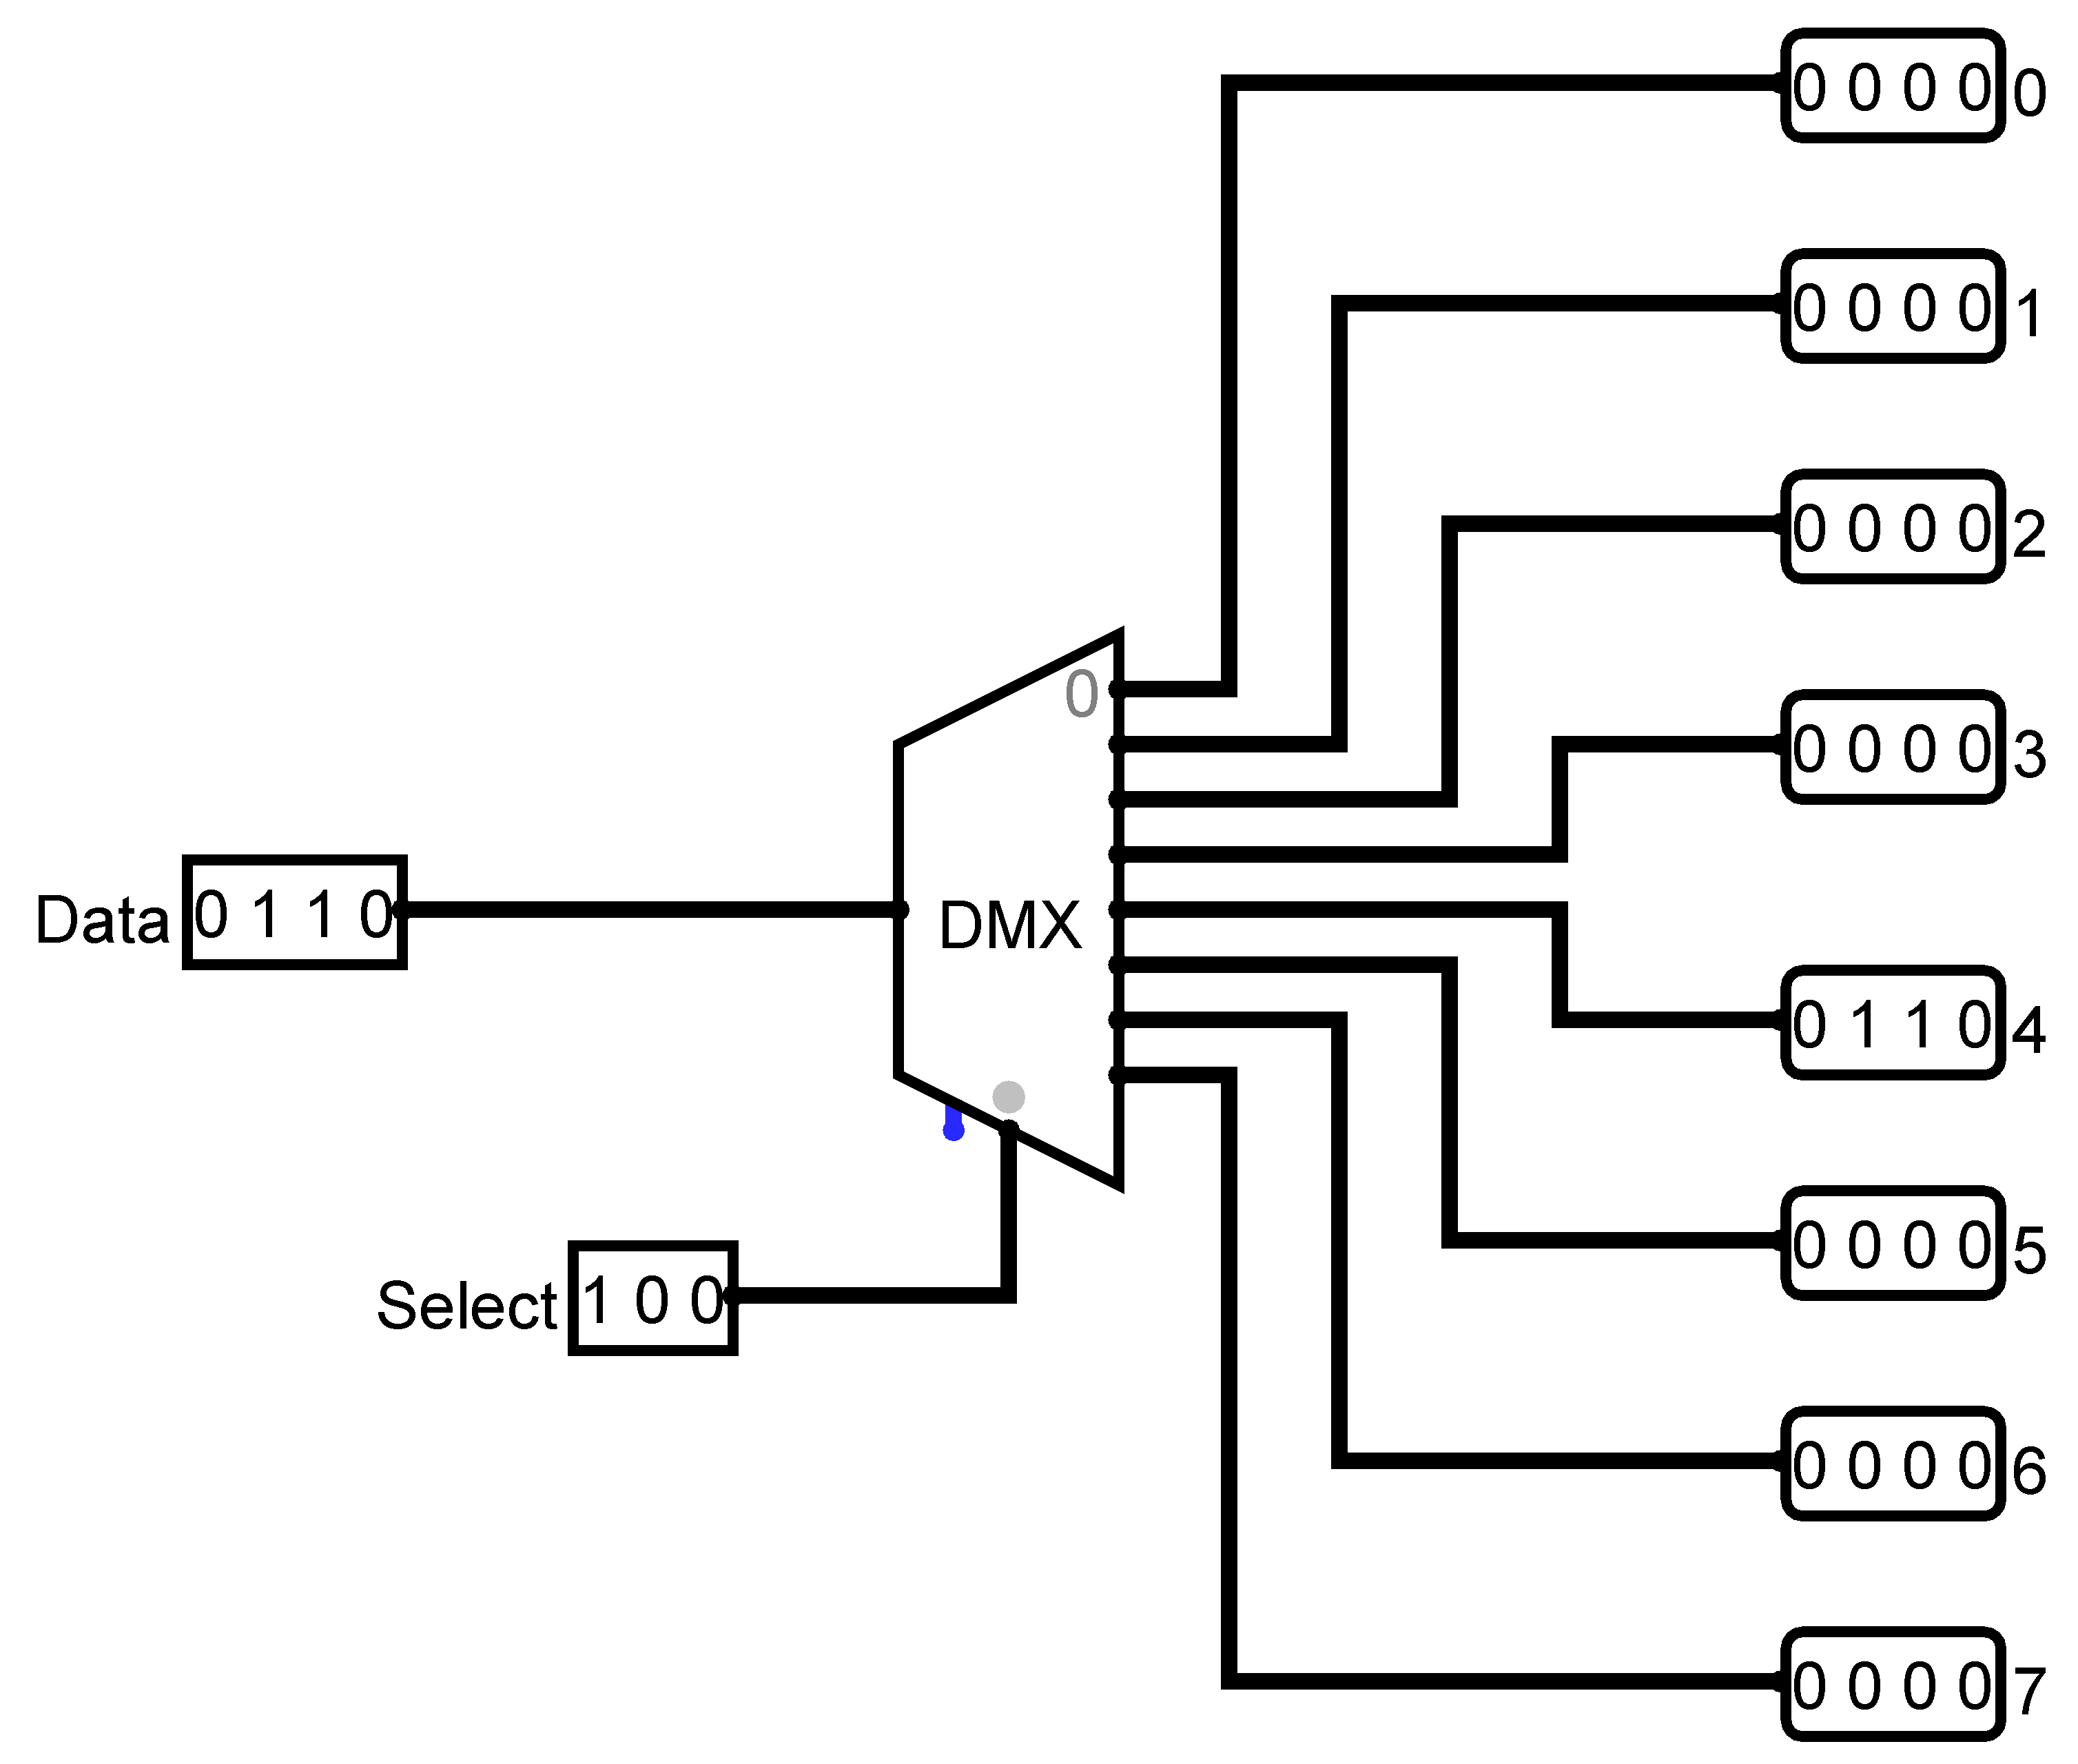 0 0 0 0 0
0 0 0 0 1
0 0 0 0 2
0
0 0 0 0 3
Data 0 1 1 0
DMX
0 1 1 0 4
0 0 0 0 5
Select 1 0 0
0 0 0 0 6
0 0 0 0 7